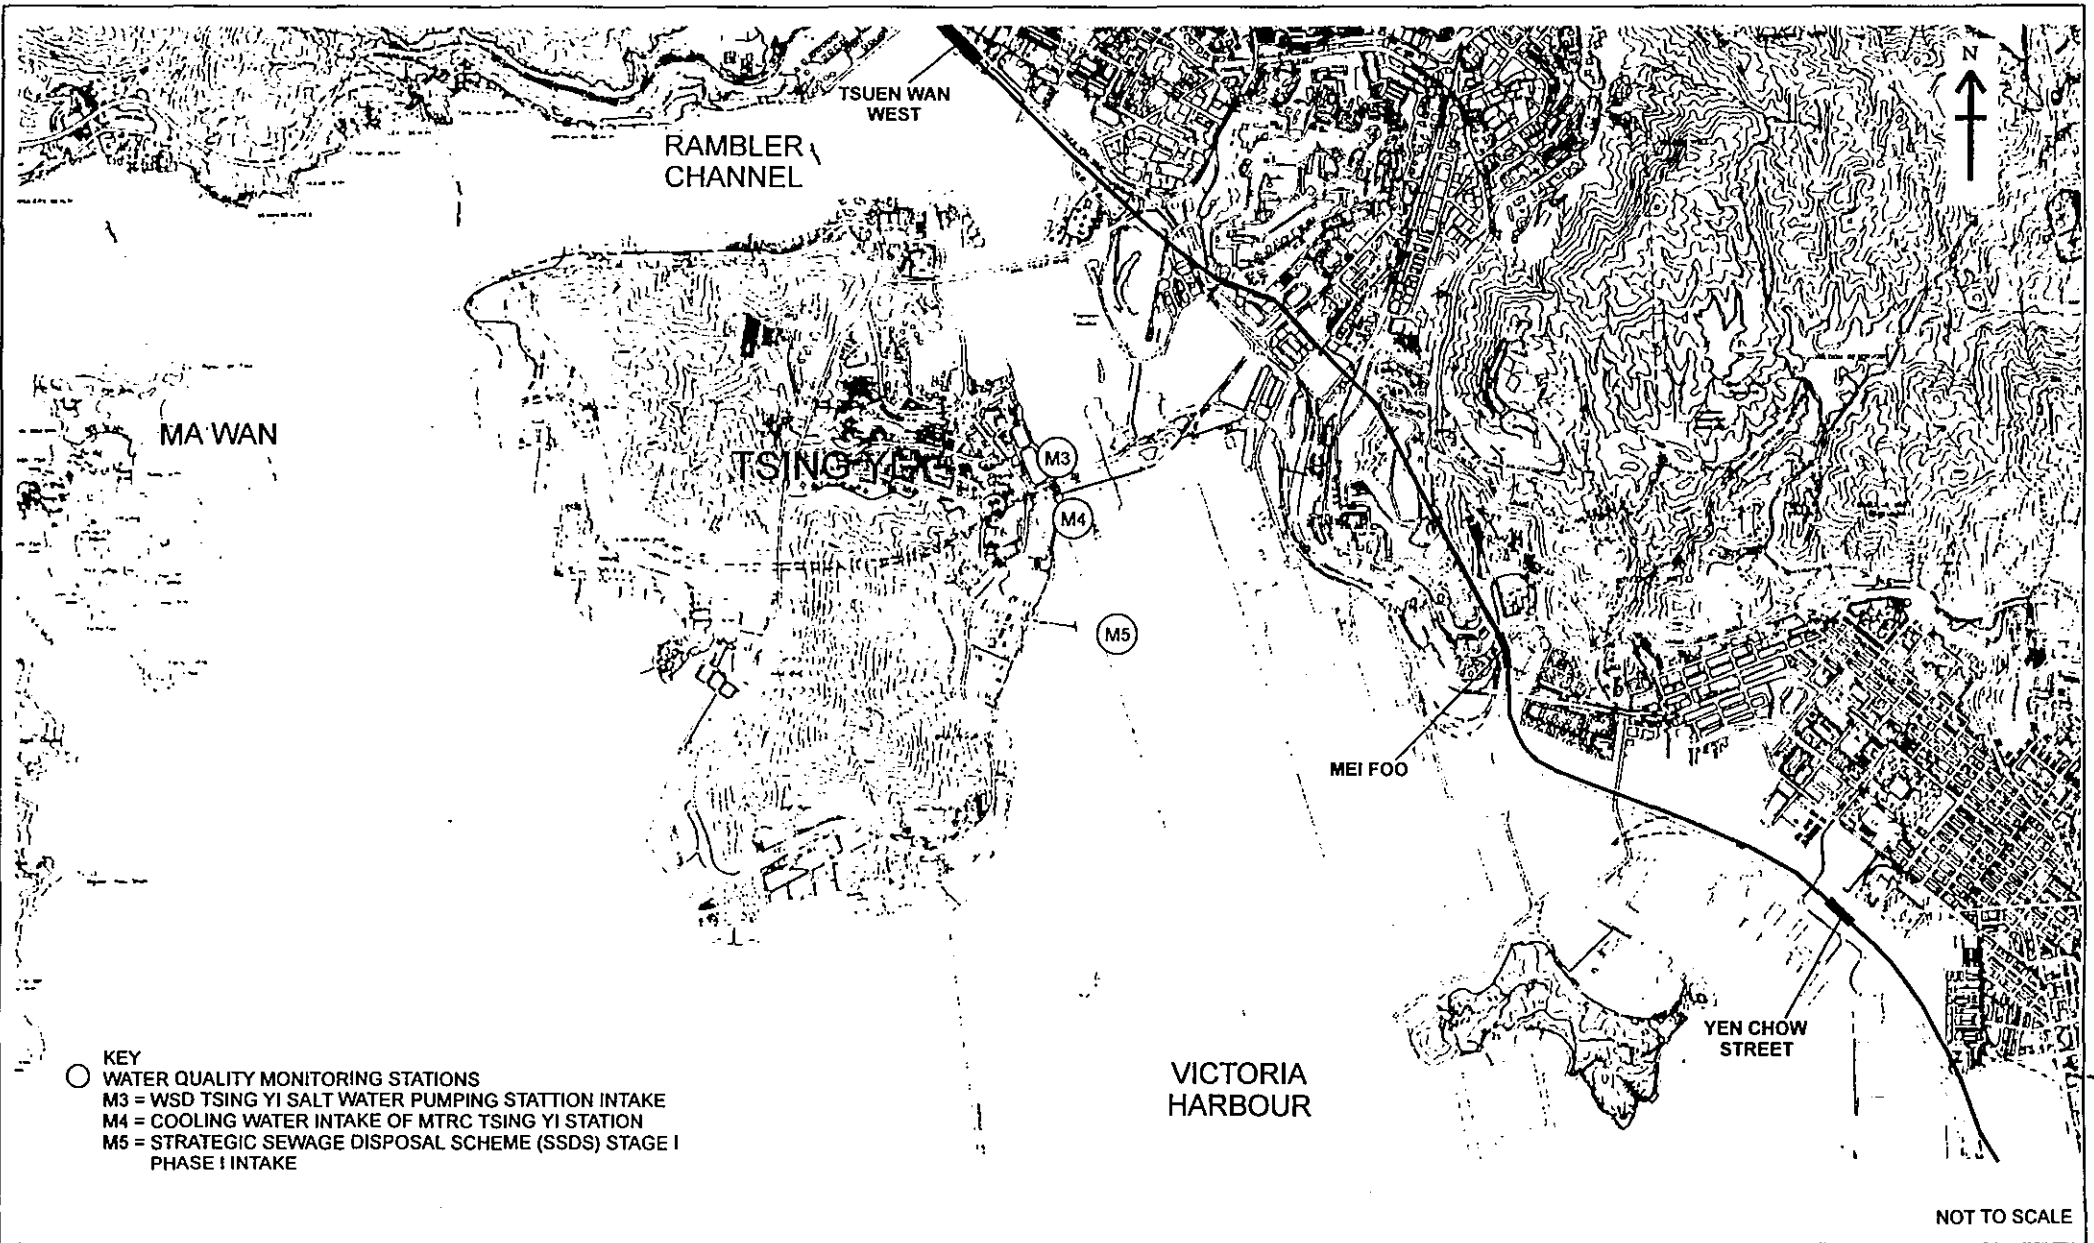 N
TSUEN WAN
WEST
RAMBLER
CHANNEL
MA WAN
TSING YI
M3
M4
M5
MEI FOO
YEN CHOW
STREET
VICTORIA
HARBOUR
KEY
WATER QUALITY MONITORING STATIONS
M3 = WSD TSING YI SALT WATER PUMPING STATTION INTAKE
M4 = COOLING WATER INTAKE OF MTRC TSING YI STATION
M5 = STRATEGIC SEWAGE DISPOSAL SCHEME (SSDS) STAGE I
PHASE I INTAKE
NOT TO SCALE